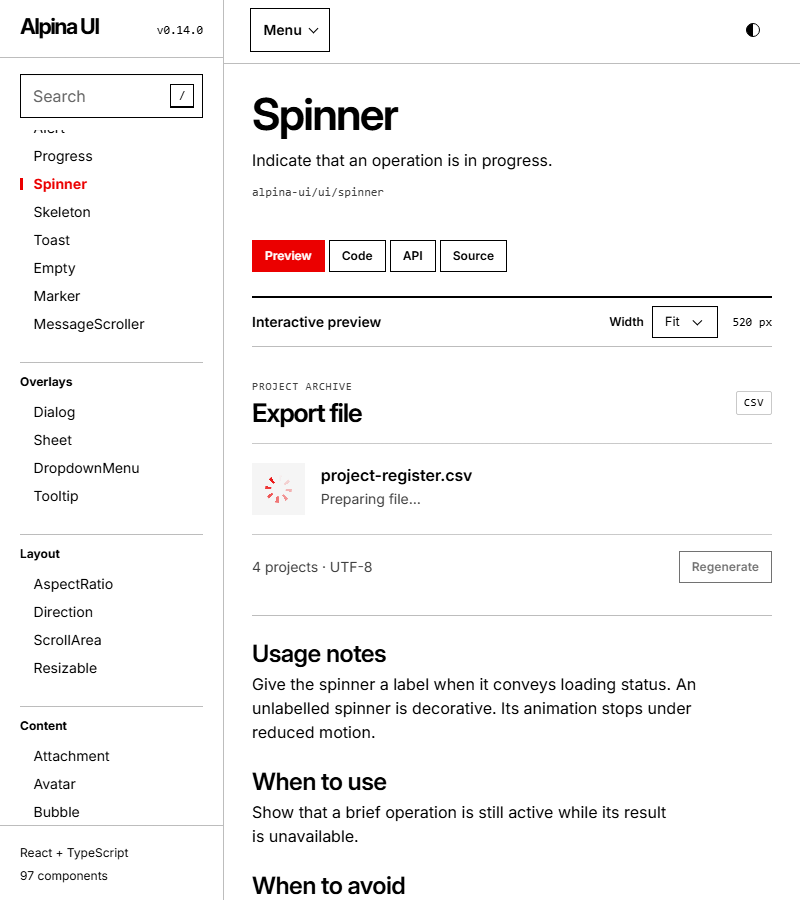 Alpina UI
v0.14.0
Menu
Search
/
Alert
Progress
Spinner
Skeleton
Toast
Empty
Marker
MessageScroller
Overlays
Dialog
Sheet
DropdownMenu
Tooltip
Layout
AspectRatio
Direction
ScrollArea
Resizable
Content
Attachment
Avatar
Bubble
React + TypeScript
97 components
Spinner
Indicate that an operation is in progress.
alpina-ui/ui/spinner
Preview
Code
API
Source
Interactive preview
Width
Fit
520 px
PROJECT ARCHIVE
Export file
CSV
project-register.csv
Preparing file…
4 projects · UTF-8
Regenerate
Usage notes
Give the spinner a label when it conveys loading status. An
unlabelled spinner is decorative. Its animation stops under
reduced motion.
When to use
Show that a brief operation is still active while its result
is unavailable.
When to avoid